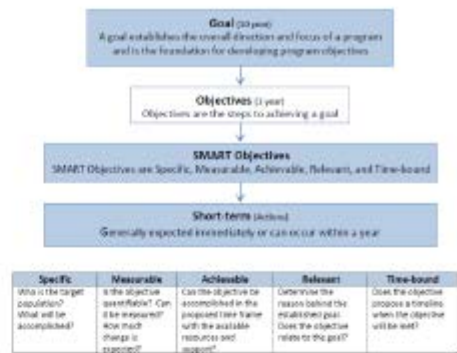 Goal (10 year)
A goal establishes the overall direction and focus of a program
and is the foundation for developing program objectives
Objectives (1 year)
Objectives are the steps to achieving a goal
SMART Objectives
SMART Objectives are Specific, Measurable, Achievable, Relevant, and Time-bound
Short-term (Actions)
Generally expected immediately or can occur within a year
Specific
Who is the target
population?
What will be
accomplished?
Measurable
Is the objective
quantifiable? Can
it be measured?
How much
change is
expected?
Achievable
Can the objective be
accomplished in the
proposed time frame
with the available
resources and
support?
Relevant
Determine the
reason behind the
established goal.
Does the objective
relate to the goal?
Time-bound
Does the objective
propose a timeline
when the objective
will be met?